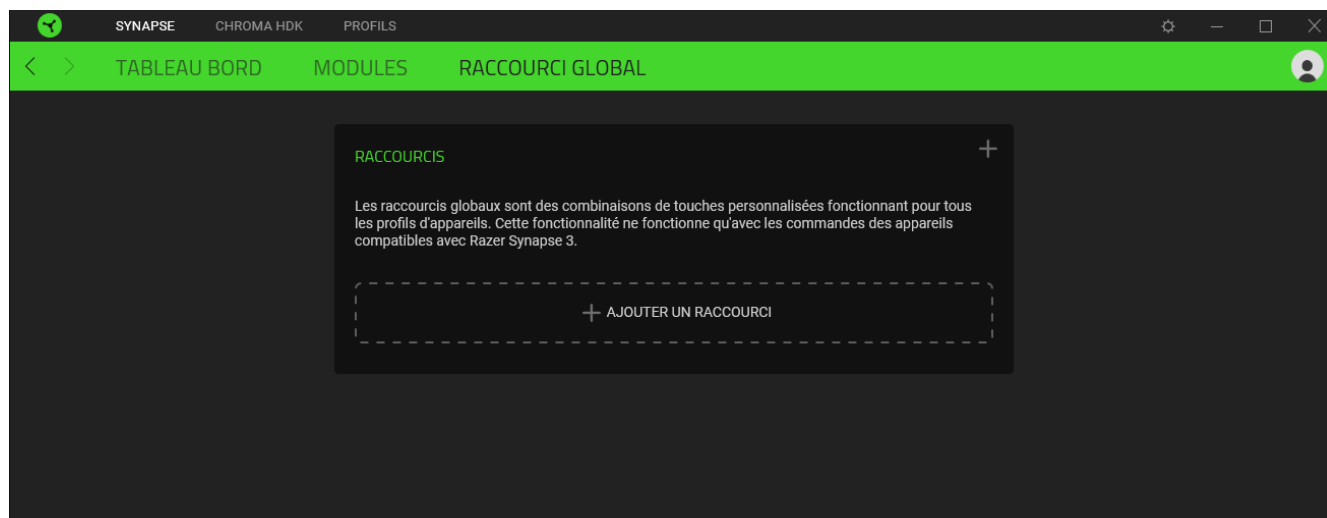 SYNAPSE CHROMA HDK PROFILS
TABLEAU BORD MODULES RACCOURCI GLOBAL
RACCOURCIS
Les raccourcis globaux sont des combinaisons de touches personnalisées fonctionnant pour tous
les profils d'appareils. Cette fonctionnalité ne fonctionne qu'avec les commandes des appareils
compatibles avec Razer Synapse 3.
AJOUTER UN RACCOURCI